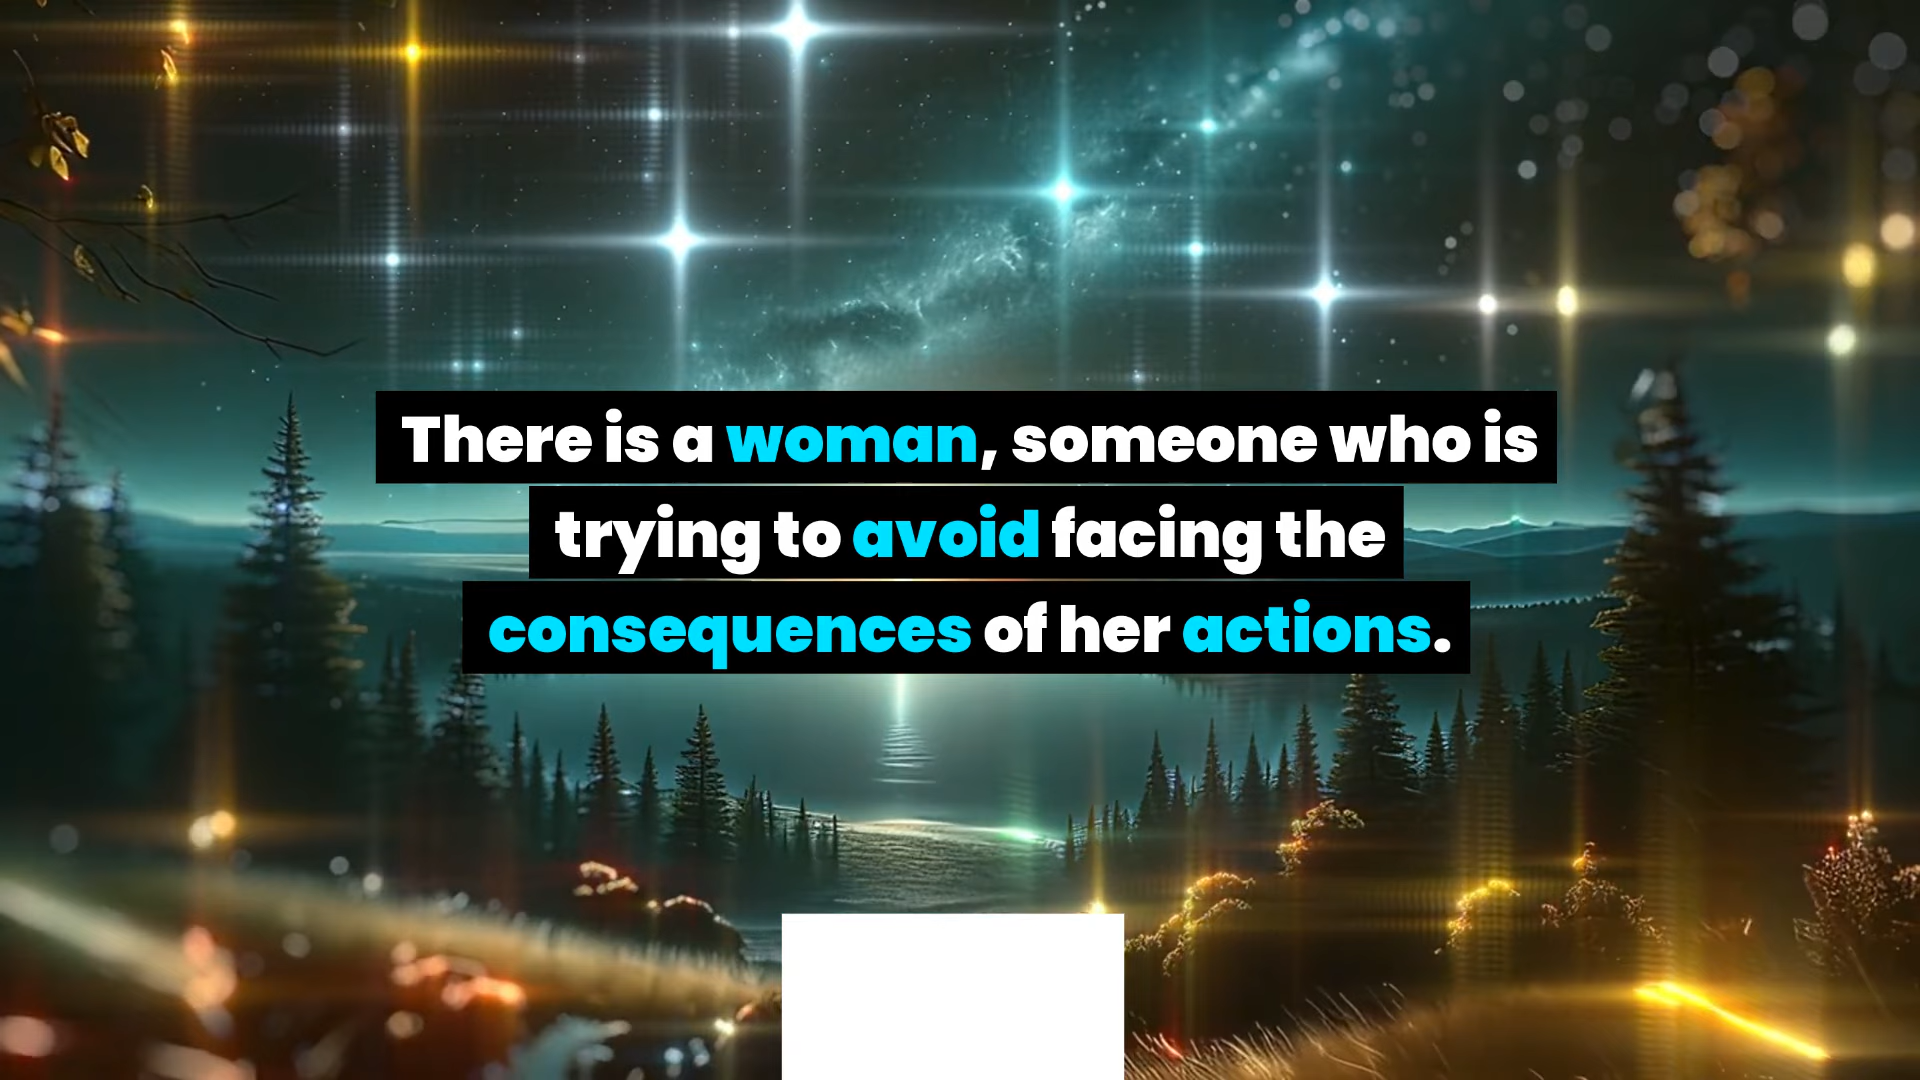 There is a woman, someone who is
trying to avoid facing the
consequences of her actions.